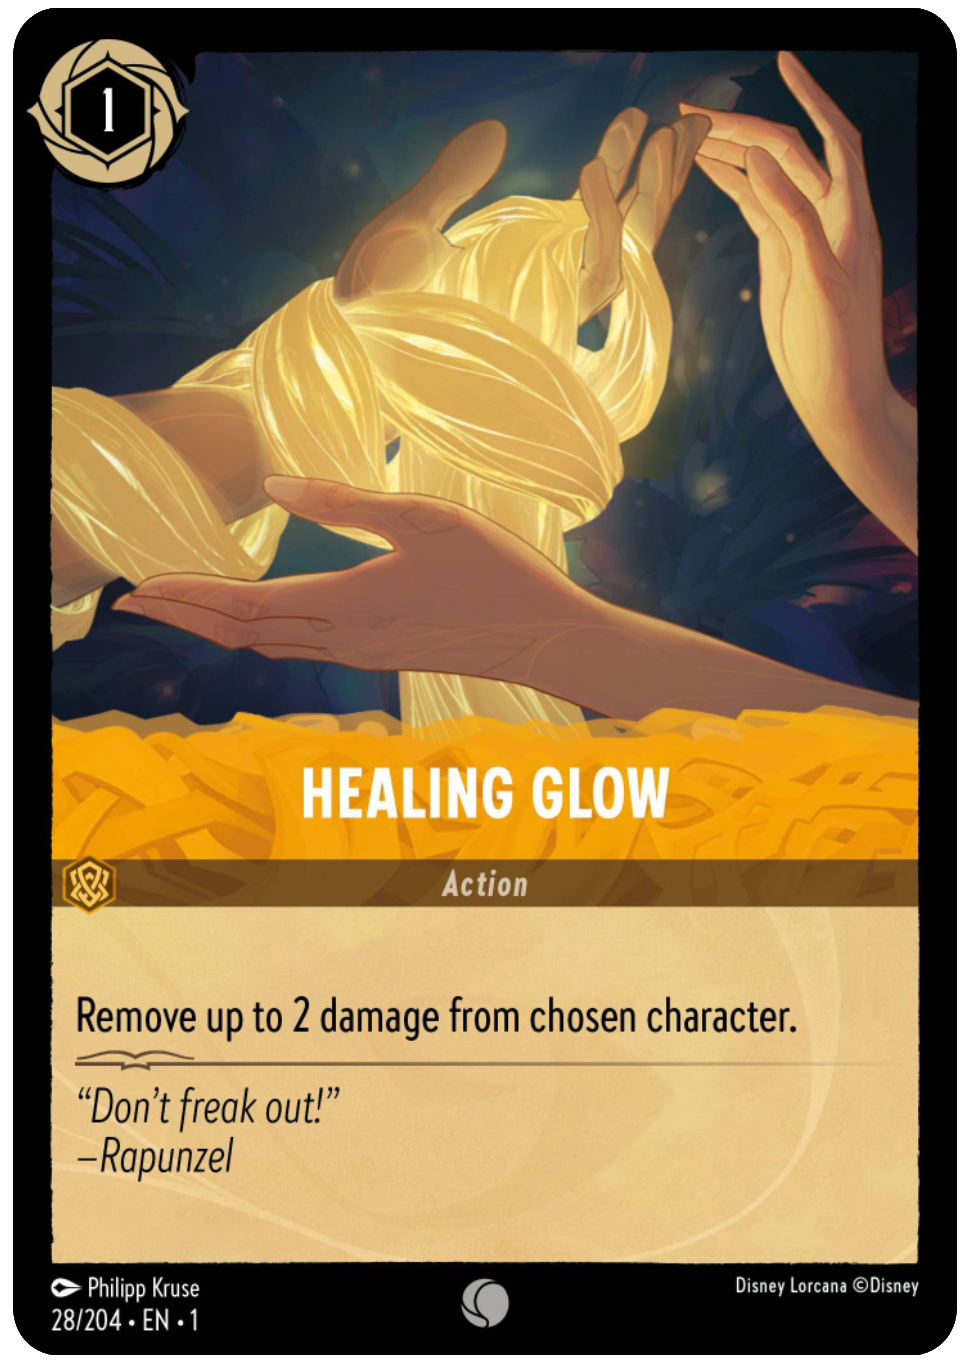 1
HEALING GLOW
Action
Remove up to 2 damage from chosen character.
“Don’t freak out!”
—Rapunzel
Philipp Kruse
28/204 • EN • 1
Disney Lorcana ©Disney